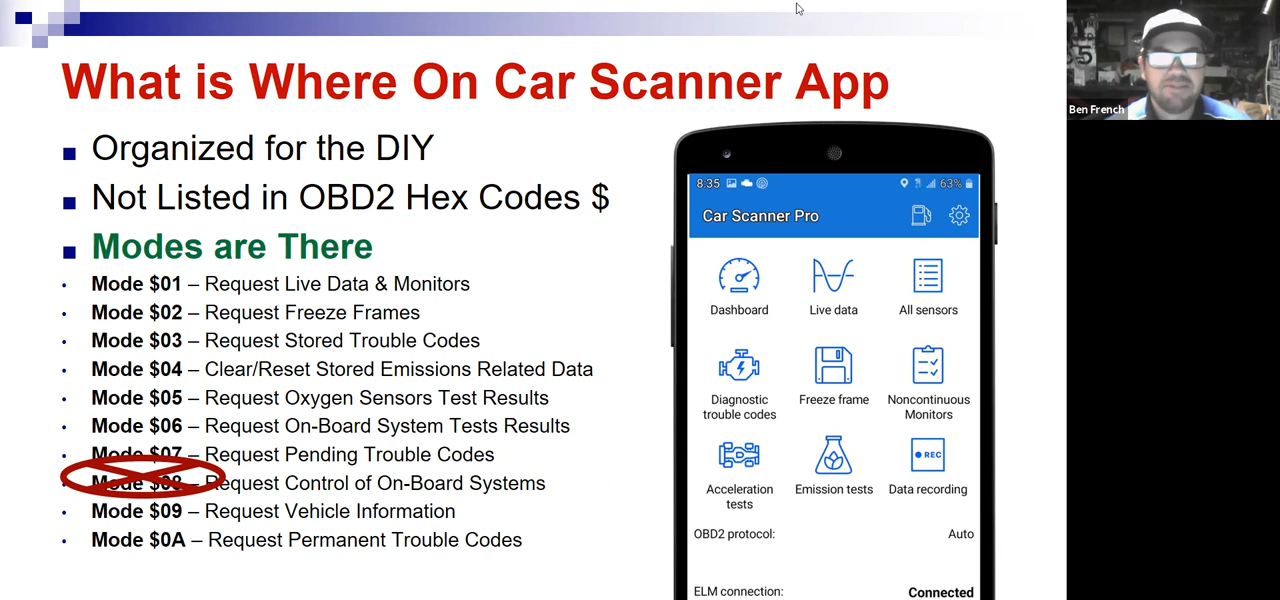 What is Where On Car Scanner App
Organized for the DIY
Not Listed in OBD2 Hex Codes $
Modes are There
Mode $01 – Request Live Data & Monitors
Mode $02 – Request Freeze Frames
Mode $03 – Request Stored Trouble Codes
Mode $04 – Clear/Reset Stored Emissions Related Data
Mode $05 – Request Oxygen Sensors Test Results
Mode $06 – Request On-Board System Tests Results
Mode $07 – Request Pending Trouble Codes
Mode $08 – Request Control of On-Board Systems
Mode $09 – Request Vehicle Information
Mode $0A – Request Permanent Trouble Codes
8:35 63%
Car Scanner Pro
Dashboard
Live data
All sensors
Diagnostic
trouble codes
Freeze frame
Noncontinuous
Monitors
REC
Acceleration
tests
Emission tests
Data recording
OBD2 protocol: Auto
ELM connection: Connected
Ben French